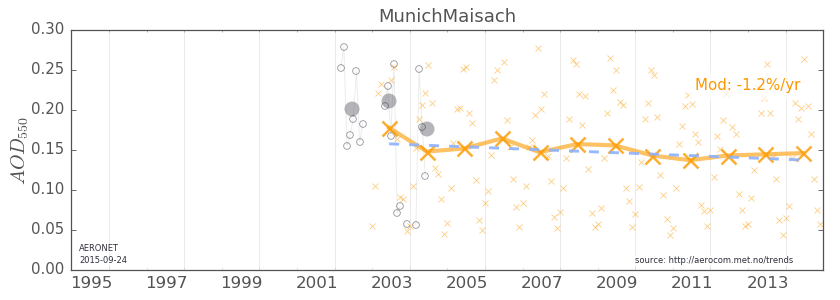 MunichMaisach
0.30
0.25
0.20
0.15
0.10
0.05
0.00
AOD550
Mod: -1.2%/yr
AERONET
2015-09-24
source: http://aerocom.met.no/trends
1995 1997 1999 2001 2003 2005 2007 2009 2011 2013